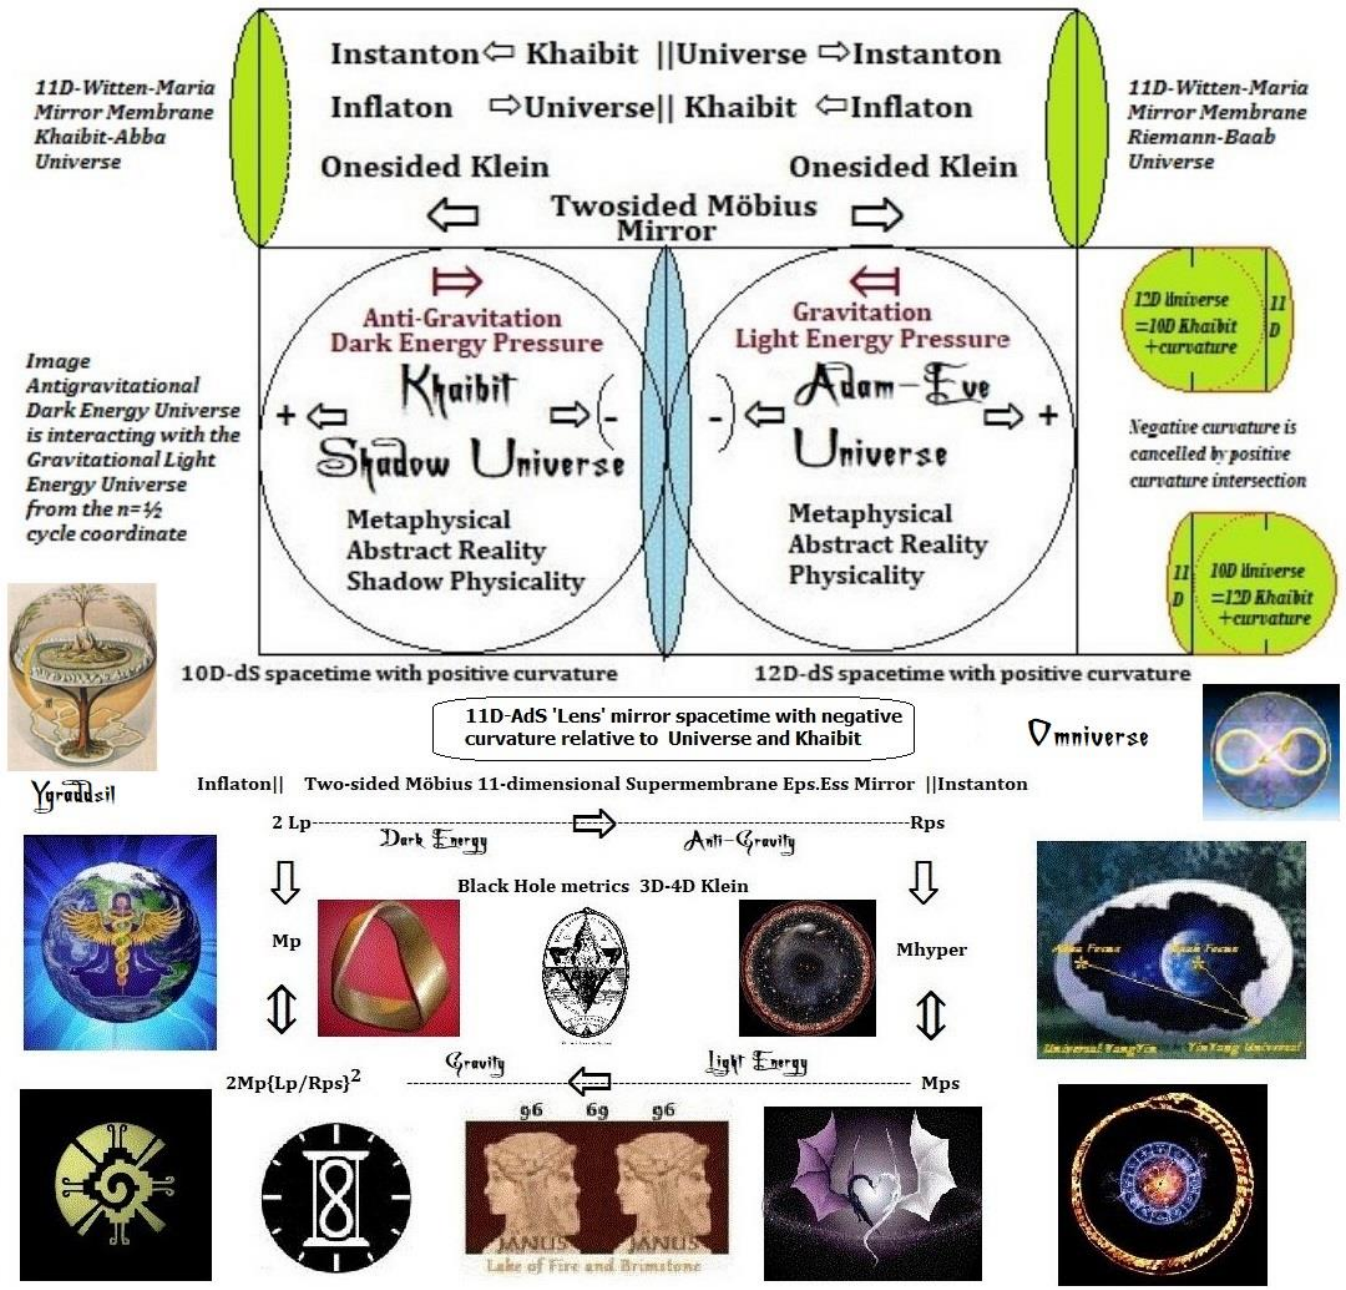 Instanton⇦ Khaibit ||Universe ⇨Instanton
Inflaton ⇨Universe|| Khaibit ⇦Inflaton
11D-Witten-Maria
Mirror Membrane
Khaibit-Abba
Universe
11D-Witten-Maria
Mirror Membrane
Riemann-Baab
Universe
Onesided Klein
Onesided Klein
Twosided Möbius
Mirror
Anti-Gravitation
Dark Energy Pressure
Gravitation
Light Energy Pressure
Khaibit
Shadow Universe
+ ⇦ ⇨ ( -
Adam-Eve
Universe
- ) ⇦ ⇨ +
Metaphysical
Abstract Reality
Shadow Physicality
Metaphysical
Abstract Reality
Physicality
Image
Antigravitational
Dark Energy Universe
is interacting with the
Gravitational Light
Energy Universe
from the n=½
cycle coordinate
12D Universe
=10D Khaibit
+curvature
11
D
Negative curvature is
cancelled by positive
curvature intersection
11
D
10D Universe
=12D Khaibit
+curvature
10D-dS spacetime with positive curvature
12D-dS spacetime with positive curvature
11D-AdS 'Lens' mirror spacetime with negative
curvature relative to Universe and Khaibit
Omniverse
Ygraddsil
Inflaton|| Two-sided Möbius 11-dimensional Supermembrane Eps.Ess Mirror ||Instanton
2 Lp ⇨ Rps
Dark Energy
Anti-Gravity
Black Hole metrics 3D-4D Klein
Mp
Mhyper
Focus
Focus
Universal YangYin
YinYang Universal
Gravity
Light Energy
2Mp{Lp/Rps}²
⇦ Mps
96 69 96
JANUS
JANUS
Lake of Fire and Brimstone